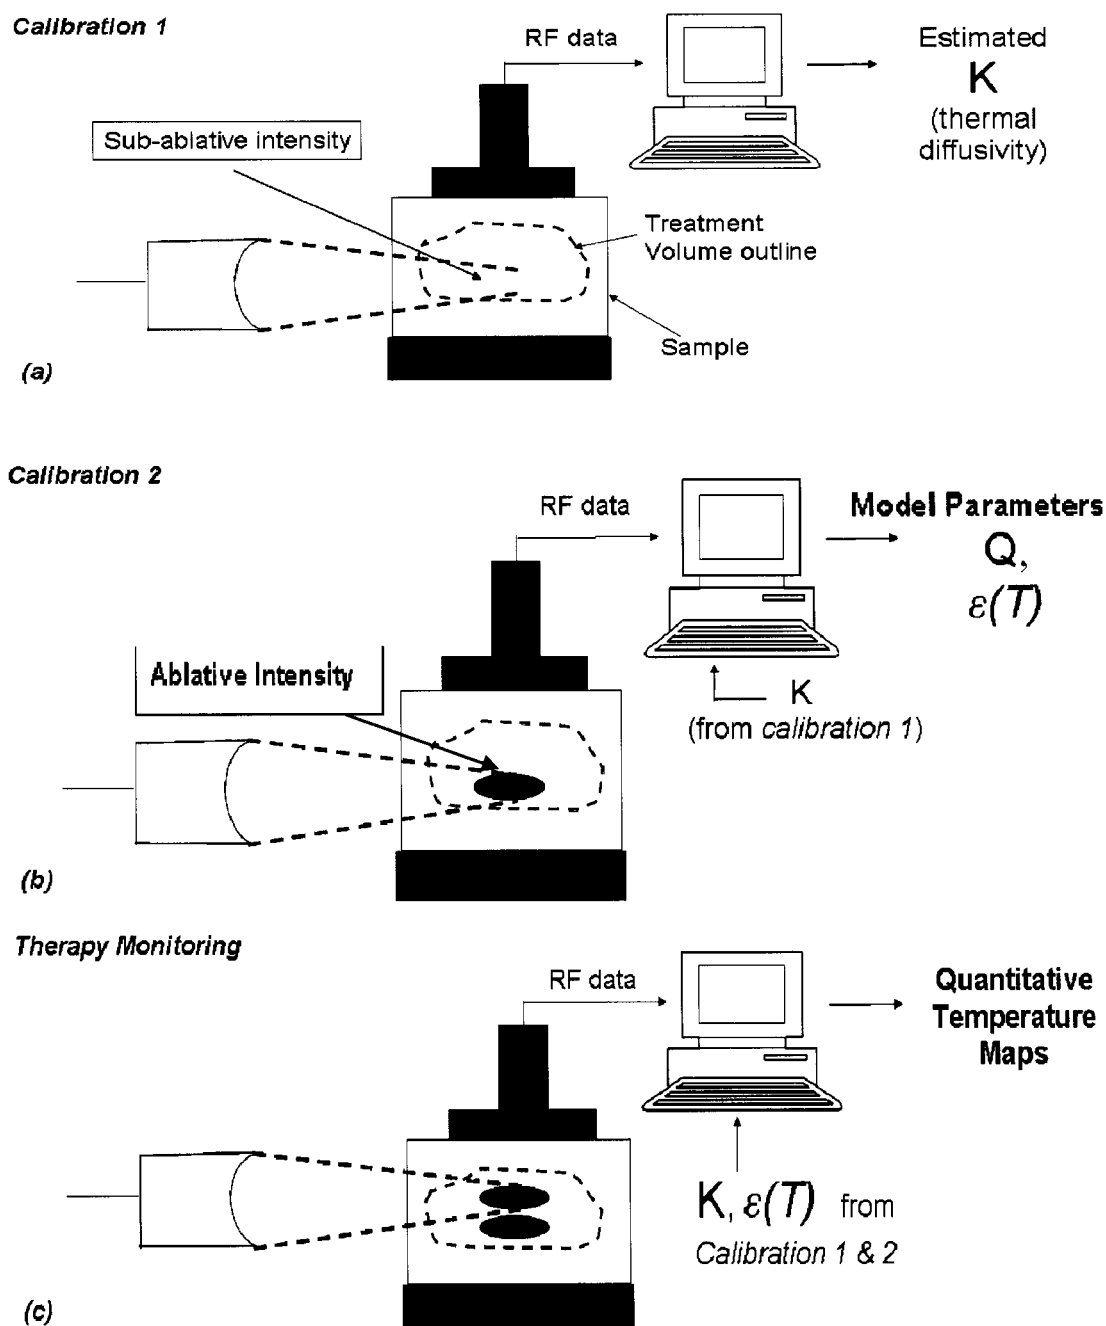 Calibration 1
RF data
Estimated
K
(thermal
diffusivity)
Sub-ablative intensity
Treatment
Volume outline
Sample
(a)
Calibration 2
RF data
Model Parameters
Q,
ε(T)
Ablative Intensity
K
(from calibration 1)
(b)
Therapy Monitoring
RF data
Quantitative
Temperature
Maps
K, ε(T) from
Calibration 1 & 2
(c)